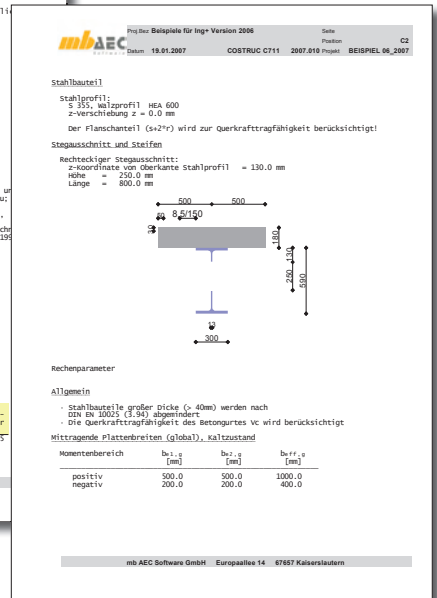 mb AEC
Proj.Bez Beispiele für Ing+ Version 2006 Seite
Position C2
Datum 19.01.2007 COSTRUC C711 2007.010 Projekt BEISPIEL 06_2007
Stahlbauteil
Stahlprofil:
S 355, Walzprofil HEA 600
z-Verschiebung z = 0.0 mm
Der Flanschanteil (s+2*r) wird zur Querkrafttragfähigkeit berücksichtigt!
Stegausschnitt und Steifen
Rechteckiger Stegausschnitt:
z-Koordinate von Oberkante Stahlprofil = 130.0 mm
Höhe = 250.0 mm
Länge = 800.0 mm
500 500
8.5/150
180
130
250
590
13
300
Rechenparameter
Allgemein
- Stahlbauteile großer Dicke (> 40mm) werden nach
DIN EN 10025 (3.94) abgemindert
- Die Querkrafttragfähigkeit des Betongurtes Vc wird berücksichtigt
Mittragende Plattenbreiten (global), Kaltzustand
Momentenbereich be1,g be2,g beff,g
[mm] [mm] [mm]
positiv 500.0 500.0 1000.0
negativ 200.0 200.0 400.0
mb AEC Software GmbH Europaallee 14 67657 Kaiserslautern